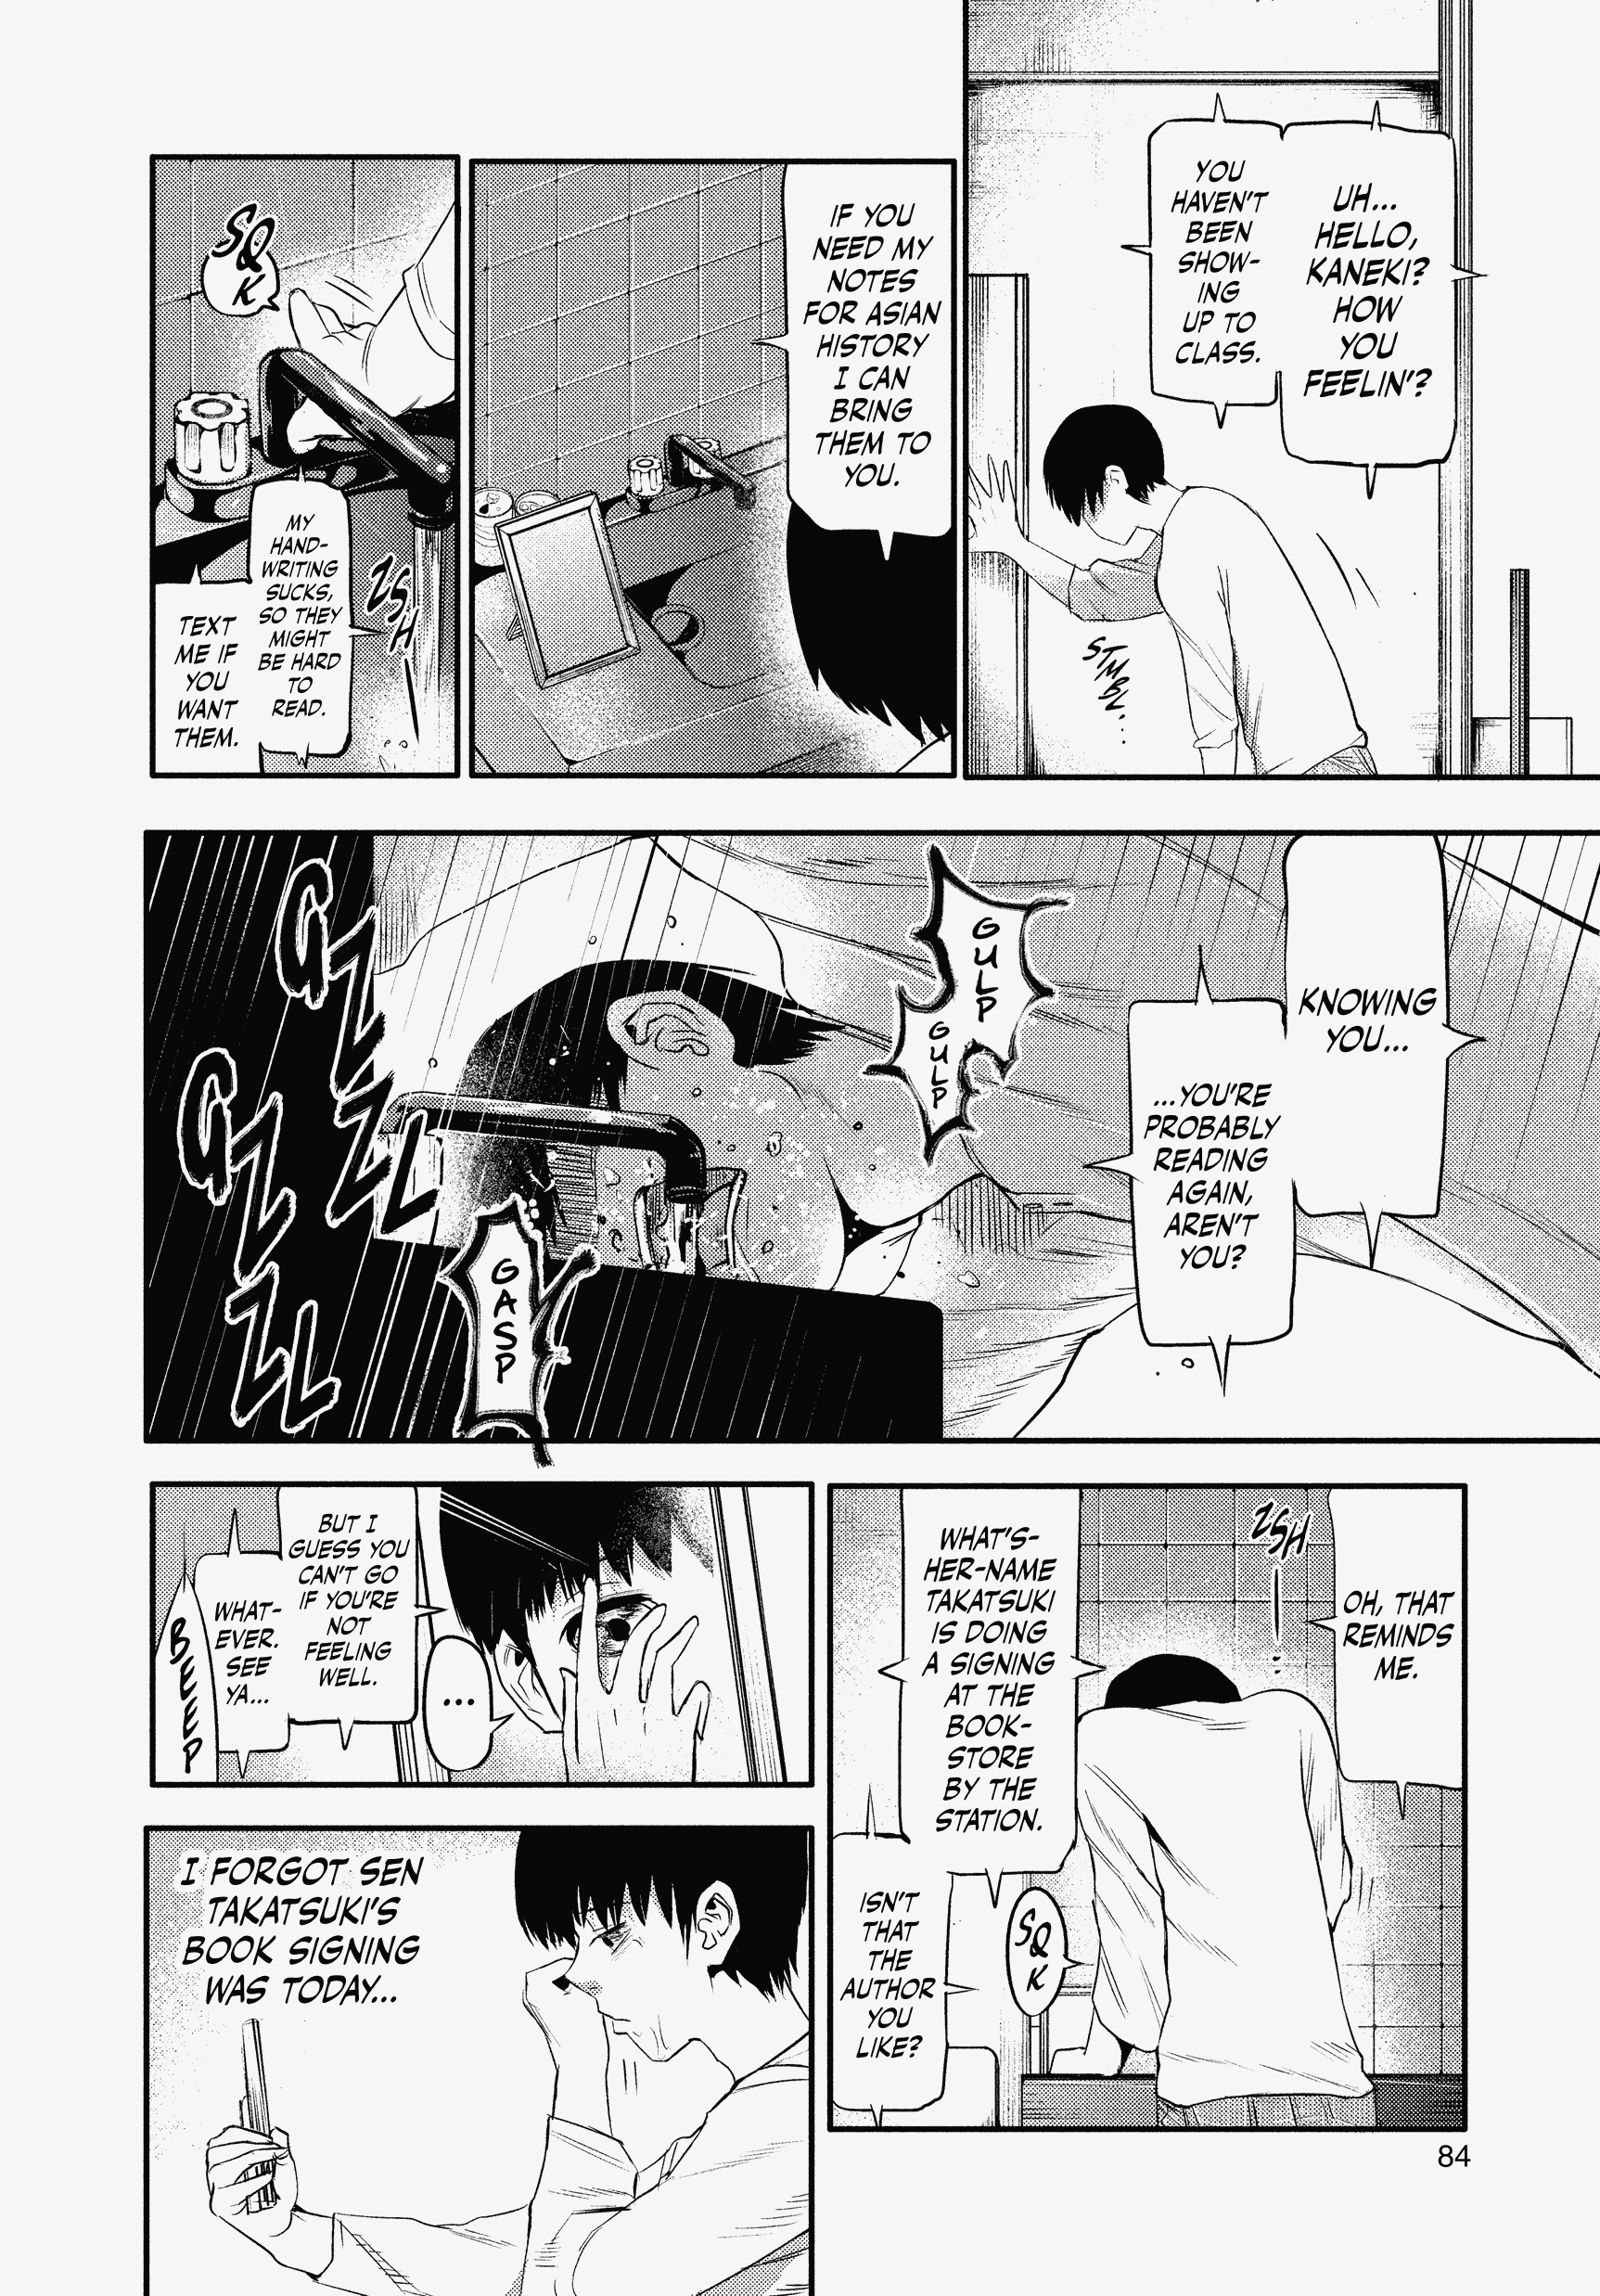 UH...
HELLO,
KANEKI?
HOW
YOU
FEELIN'?
YOU
HAVEN'T
BEEN
SHOW-
ING
UP TO
CLASS.
STMBL...
IF YOU
NEED MY
NOTES
FOR ASIAN
HISTORY
I CAN
BRING
THEM TO
YOU.
SQK
MY
HAND-
WRITING
SUCKS,
SO THEY
MIGHT
BE HARD
TO
READ.
ZSH
TEXT
ME IF
YOU
WANT
THEM.
KNOWING
YOU...
...YOU'RE
PROBABLY
READING
AGAIN,
AREN'T
YOU?
GULP
GULP
GASP
GZZL
GZZZL
OH, THAT
REMINDS
ME.
ZSH
WHAT'S-
HER-NAME
TAKATSUKI
IS DOING
A SIGNING
AT THE
BOOK-
STORE
BY THE
STATION.
SQK
ISN'T
THAT
THE
AUTHOR
YOU
LIKE?
BUT I
GUESS YOU
CAN'T GO
IF YOU'RE
NOT
FEELING
WELL.
...
WHAT-
EVER.
SEE
YA...
BEEP
I FORGOT SEN
TAKATSUKI'S
BOOK SIGNING
WAS TODAY...
84